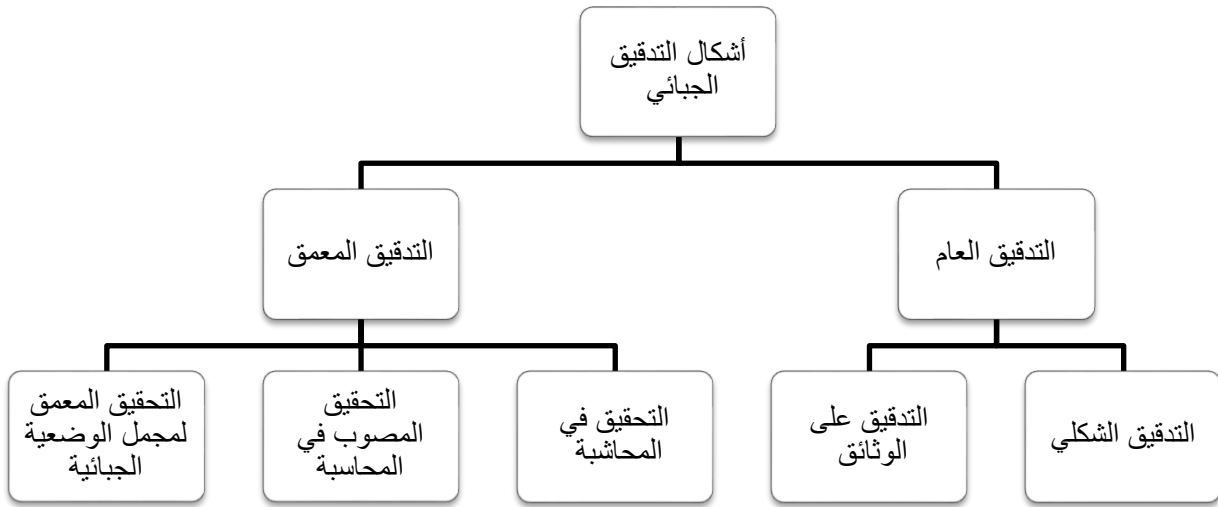 أشكال التدقيق
الجبائي
التدقيق العام
التدقيق المعمق
التدقيق الشكلي
التدقيق على
الوثائق
التحقيق في
المحاشبة
التحقيق
المصوب في
المحاسبة
التحقيق المعمق
لمجمل الوضعية
الجبائية